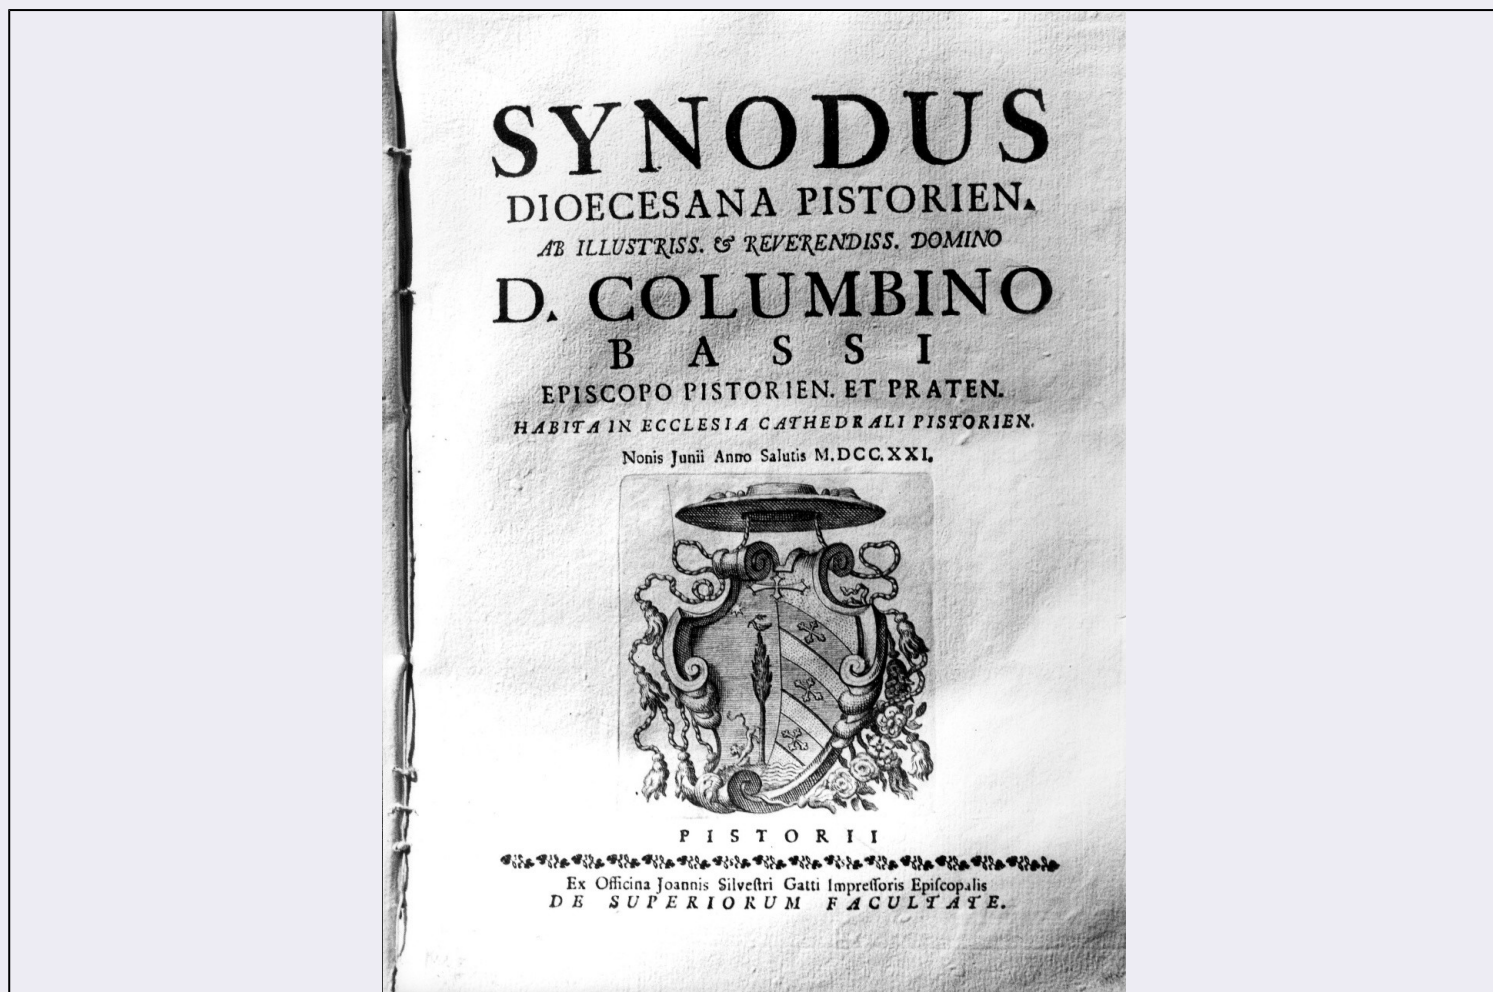 SYNODUS
DIOECESANA PISTORIEN.
AB ILLUSTRISS. & REVERENDISS. DOMINO
D. COLUMBINO
BASSI
EPISCOPO PISTORIEN. ET PRATEN.
HABITA IN ECCLESIA CATHEDRALI PISTORIEN.
Nonis Junii Anno Salutis M.DCC.XXI.
PISTORII
Ex Officina Joannis Silveſtri Gatti Impreſſoris Epiſcopalis
DE SUPERIORUM FACULTATE.